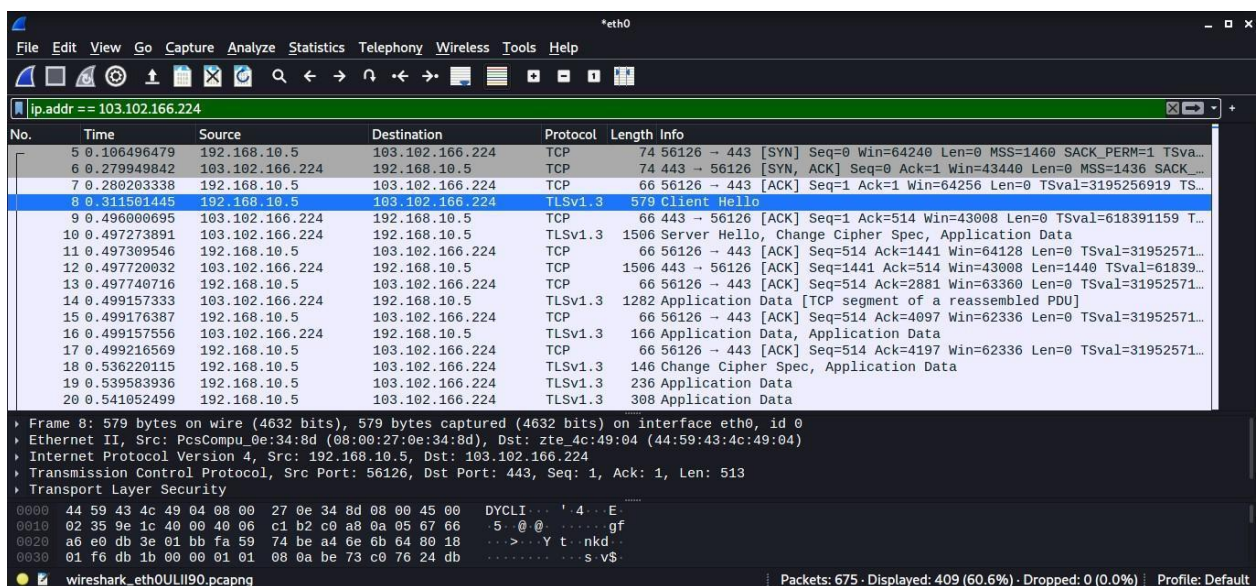 *eth0
File Edit View Go Capture Analyze Statistics Telephony Wireless Tools Help
ip.addr == 103.102.166.224
No. Time Source Destination Protocol Length Info
5 0.106496479 192.168.10.5 103.102.166.224 TCP 74 56126 → 443 [SYN] Seq=0 Win=64240 Len=0 MSS=1460 SACK_PERM=1 TSva…
6 0.279949842 103.102.166.224 192.168.10.5 TCP 74 443 → 56126 [SYN, ACK] Seq=0 Ack=1 Win=43440 Len=0 MSS=1436 SACK_…
7 0.280203338 192.168.10.5 103.102.166.224 TCP 66 56126 → 443 [ACK] Seq=1 Ack=1 Win=64256 Len=0 TSval=3195256919 TS…
8 0.311501445 192.168.10.5 103.102.166.224 TLSv1.3 579 Client Hello
9 0.496000695 103.102.166.224 192.168.10.5 TCP 66 443 → 56126 [ACK] Seq=1 Ack=514 Win=43008 Len=0 TSval=618391159 T…
10 0.497273891 103.102.166.224 192.168.10.5 TLSv1.3 1506 Server Hello, Change Cipher Spec, Application Data
11 0.497309546 192.168.10.5 103.102.166.224 TCP 66 56126 → 443 [ACK] Seq=514 Ack=1441 Win=64128 Len=0 TSval=31952571…
12 0.497720032 103.102.166.224 192.168.10.5 TCP 1506 443 → 56126 [ACK] Seq=1441 Ack=514 Win=43008 Len=1440 TSval=61839…
13 0.497740716 192.168.10.5 103.102.166.224 TCP 66 56126 → 443 [ACK] Seq=514 Ack=2881 Win=63360 Len=0 TSval=31952571…
14 0.499157333 103.102.166.224 192.168.10.5 TLSv1.3 1282 Application Data [TCP segment of a reassembled PDU]
15 0.499176387 192.168.10.5 103.102.166.224 TCP 66 56126 → 443 [ACK] Seq=514 Ack=4097 Win=62336 Len=0 TSval=31952571…
16 0.499157556 103.102.166.224 192.168.10.5 TLSv1.3 166 Application Data, Application Data
17 0.499216569 192.168.10.5 103.102.166.224 TCP 66 56126 → 443 [ACK] Seq=514 Ack=4197 Win=62336 Len=0 TSval=31952571…
18 0.536220115 192.168.10.5 103.102.166.224 TLSv1.3 146 Change Cipher Spec, Application Data
19 0.539583936 192.168.10.5 103.102.166.224 TLSv1.3 236 Application Data
20 0.541052499 192.168.10.5 103.102.166.224 TLSv1.3 308 Application Data
Frame 8: 579 bytes on wire (4632 bits), 579 bytes captured (4632 bits) on interface eth0, id 0
Ethernet II, Src: PcsCompu_0e:34:8d (08:00:27:0e:34:8d), Dst: zte_4c:49:04 (44:59:43:4c:49:04)
Internet Protocol Version 4, Src: 192.168.10.5, Dst: 103.102.166.224
Transmission Control Protocol, Src Port: 56126, Dst Port: 443, Seq: 1, Ack: 1, Len: 513
Transport Layer Security
0000 44 59 43 4c 49 04 08 00 27 0e 34 8d 08 00 45 00 DYCLI··· '·4···E·
0010 02 35 9e 1c 40 00 40 06 c1 b2 c0 a8 0a 05 67 66 ·5··@·@· ······gf
0020 a6 e0 db 3e 01 bb fa 59 74 be a4 6e 6b 64 80 18 ···>···Y t··nkd··
0030 01 f6 db 1b 00 00 01 01 08 0a be 73 c0 76 24 db ········ ···s·v$·
wireshark_eth0ULII90.pcapng Packets: 675 · Displayed: 409 (60.6%) · Dropped: 0 (0.0%) Profile: Default